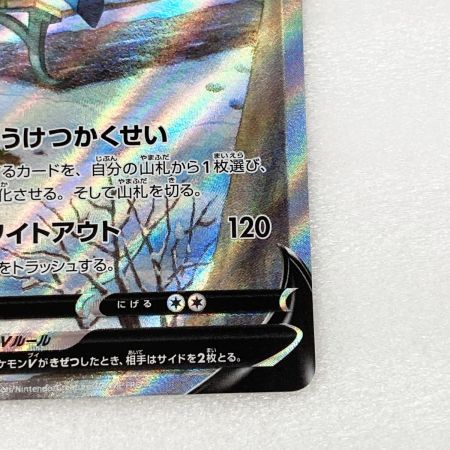 うけつかくせい
るカードを、自分の山札から1枚選び、
化させる。そして山札を切る。
イトアウト 120
をトラッシュする。
にげる
Vルール
ケモンVがきぜつしたとき、相手はサイドを2枚とる。